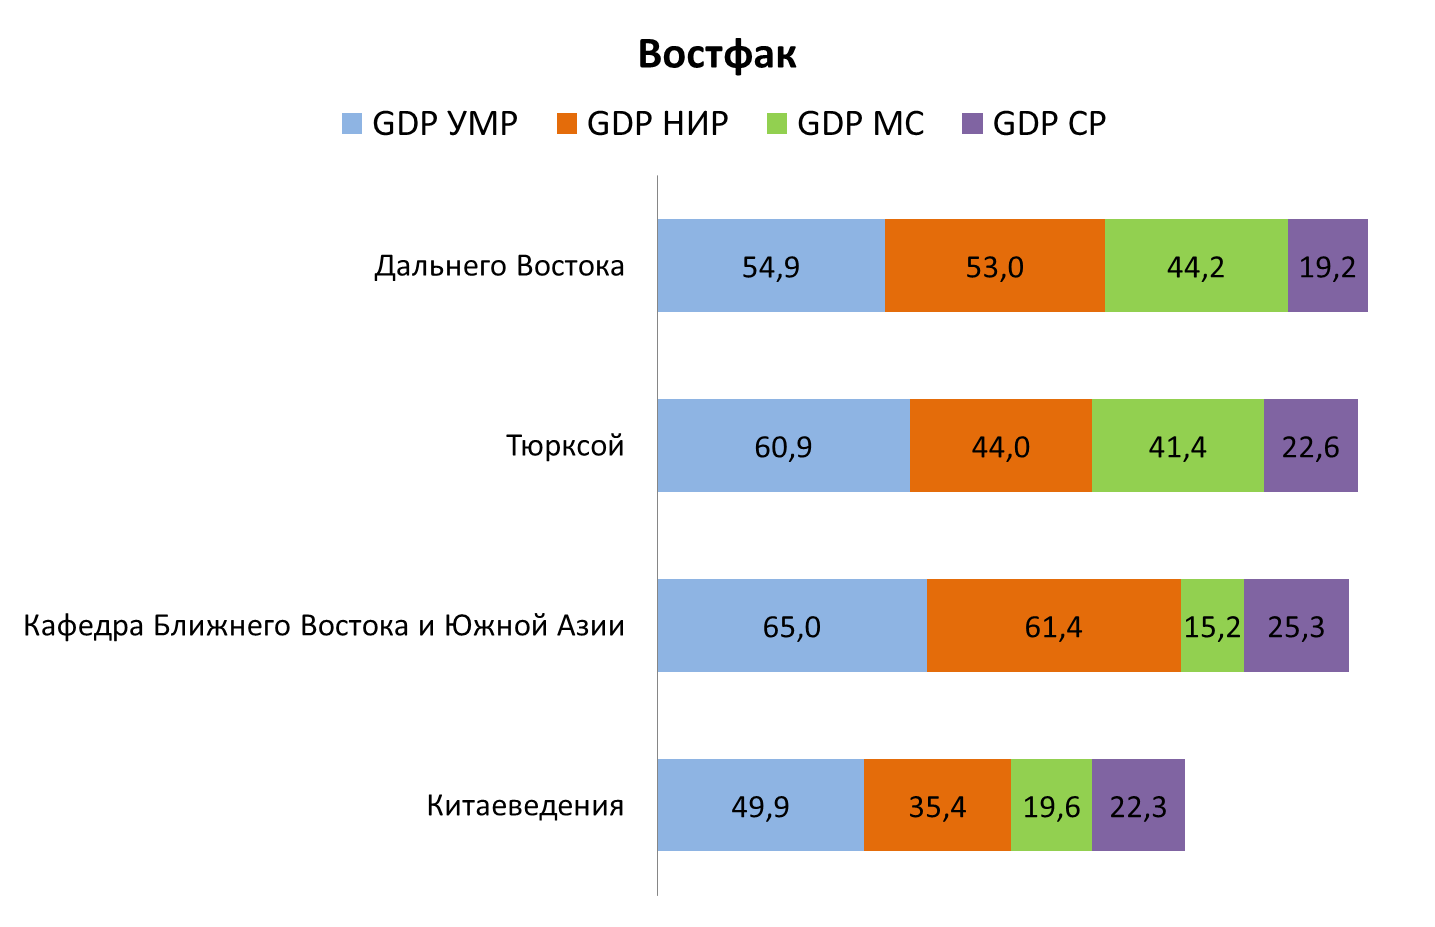 Востфак
GDP УМР GDP НИР GDP МС GDP СР
Дальнего Востока 54,9 53,0 44,2 19,2
Тюрксой 60,9 44,0 41,4 22,6
Кафедра Ближнего Востока и Южной Азии 65,0 61,4 15,2 25,3
Китаеведения 49,9 35,4 19,6 22,3